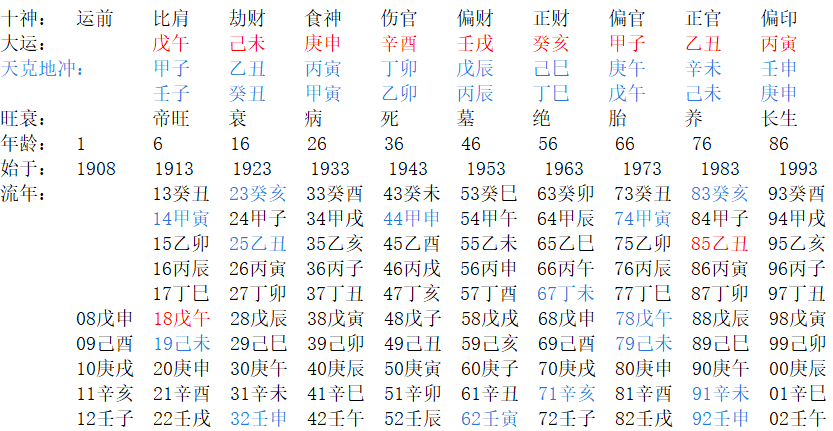 十神： 运前 比肩 劫财 食神 伤官 偏财 正财 偏官 正官 偏印
大运： 戊午 己未 庚申 辛酉 壬戌 癸亥 甲子 乙丑 丙寅
天克地冲： 甲子 乙丑 丙寅 丁卯 戊辰 己巳 庚午 辛未 壬申
壬子 癸丑 甲寅 乙卯 丙辰 丁巳 戊午 己未 庚申
旺衰： 帝旺 衰 病 死 墓 绝 胎 养 长生
年龄： 1 6 16 26 36 46 56 66 76 86
始于： 1908 1913 1923 1933 1943 1953 1963 1973 1983 1993
流年： 13癸丑 23癸亥 33癸酉 43癸未 53癸巳 63癸卯 73癸丑 83癸亥 93癸酉
14甲寅 24甲子 34甲戌 44甲申 54甲午 64甲辰 74甲寅 84甲子 94甲戌
15乙卯 25乙丑 35乙亥 45乙酉 55乙未 65乙巳 75乙卯 85乙丑 95乙亥
16丙辰 26丙寅 36丙子 46丙戌 56丙申 66丙午 76丙辰 86丙寅 96丙子
17丁巳 27丁卯 37丁丑 47丁亥 57丁酉 67丁未 77丁巳 87丁卯 97丁丑
08戊申 18戊午 28戊辰 38戊寅 48戊子 58戊戌 68戊申 78戊午 88戊辰 98戊寅
09己酉 19己未 29己巳 39己卯 49己丑 59己亥 69己酉 79己未 89己巳 99己卯
10庚戌 20庚申 30庚午 40庚辰 50庚寅 60庚子 70庚戌 80庚申 90庚午 00庚辰
11辛亥 21辛酉 31辛未 41辛巳 51辛卯 61辛丑 71辛亥 81辛酉 91辛未 01辛巳
12壬子 22壬戌 32壬申 42壬午 52壬辰 62壬寅 72壬子 82壬戌 92壬申 02壬午